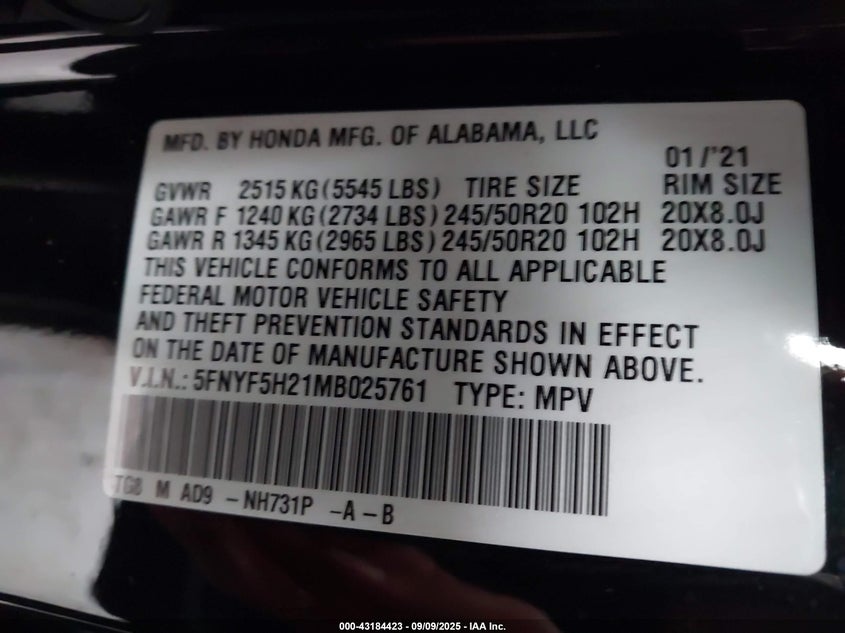 MFD. BY HONDA MFG. OF ALABAMA, LLC
01/'21
GVWR 2515 KG (5545 LBS) TIRE SIZE RIM SIZE
GAWR F 1240 KG (2734 LBS) 245/50R20 102H 20X8.0J
GAWR R 1345 KG (2965 LBS) 245/50R20 102H 20X8.0J
THIS VEHICLE CONFORMS TO ALL APPLICABLE
FEDERAL MOTOR VEHICLE SAFETY
AND THEFT PREVENTION STANDARDS IN EFFECT
ON THE DATE OF MANUFACTURE SHOWN ABOVE.
V.I.N.: 5FNYF5H21MB025761 TYPE: MPV
TG8 M AD9 -NH731P -A-B
000-43184423 - 09/09/2025 - IAA Inc.